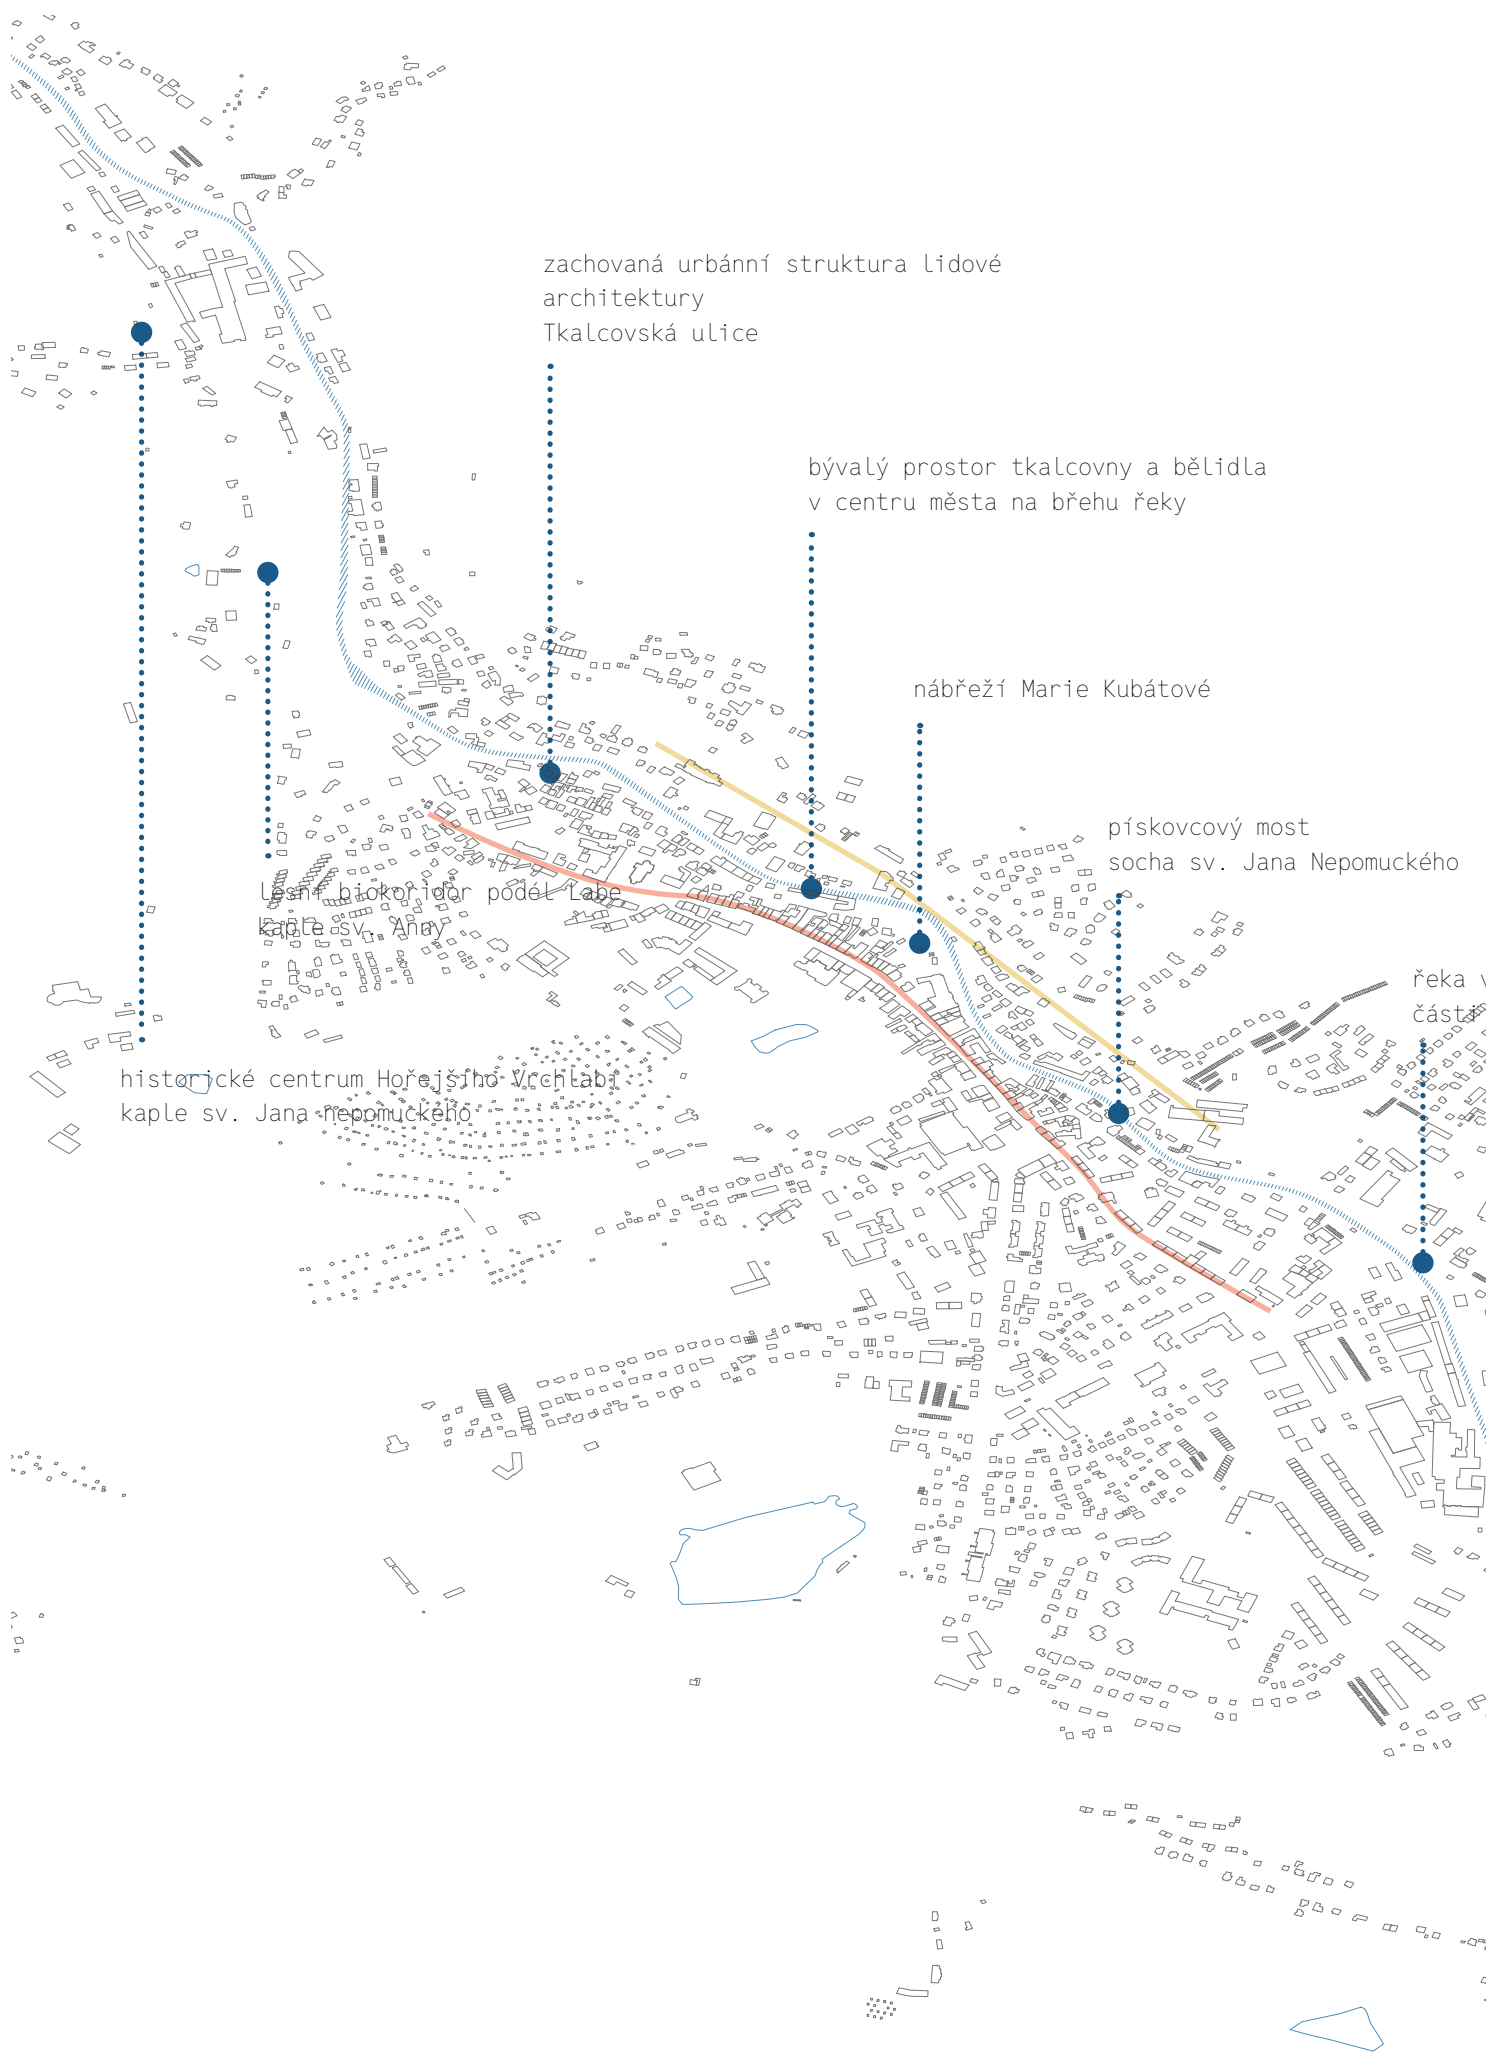 zachovaná urbánní struktura lidové
architektury
Tkalcovská ulice
bývalý prostor tkalcovny a bělidla
v centru města na břehu řeky
nábřeží Marie Kubátové
pískovcový most
socha sv. Jana Nepomuckého
lesní biokoridor podél Labe
kaple sv. Anny
řeka v
části
historické centrum Hořejšího Vrchlabí
kaple sv. Jana nepomuckého